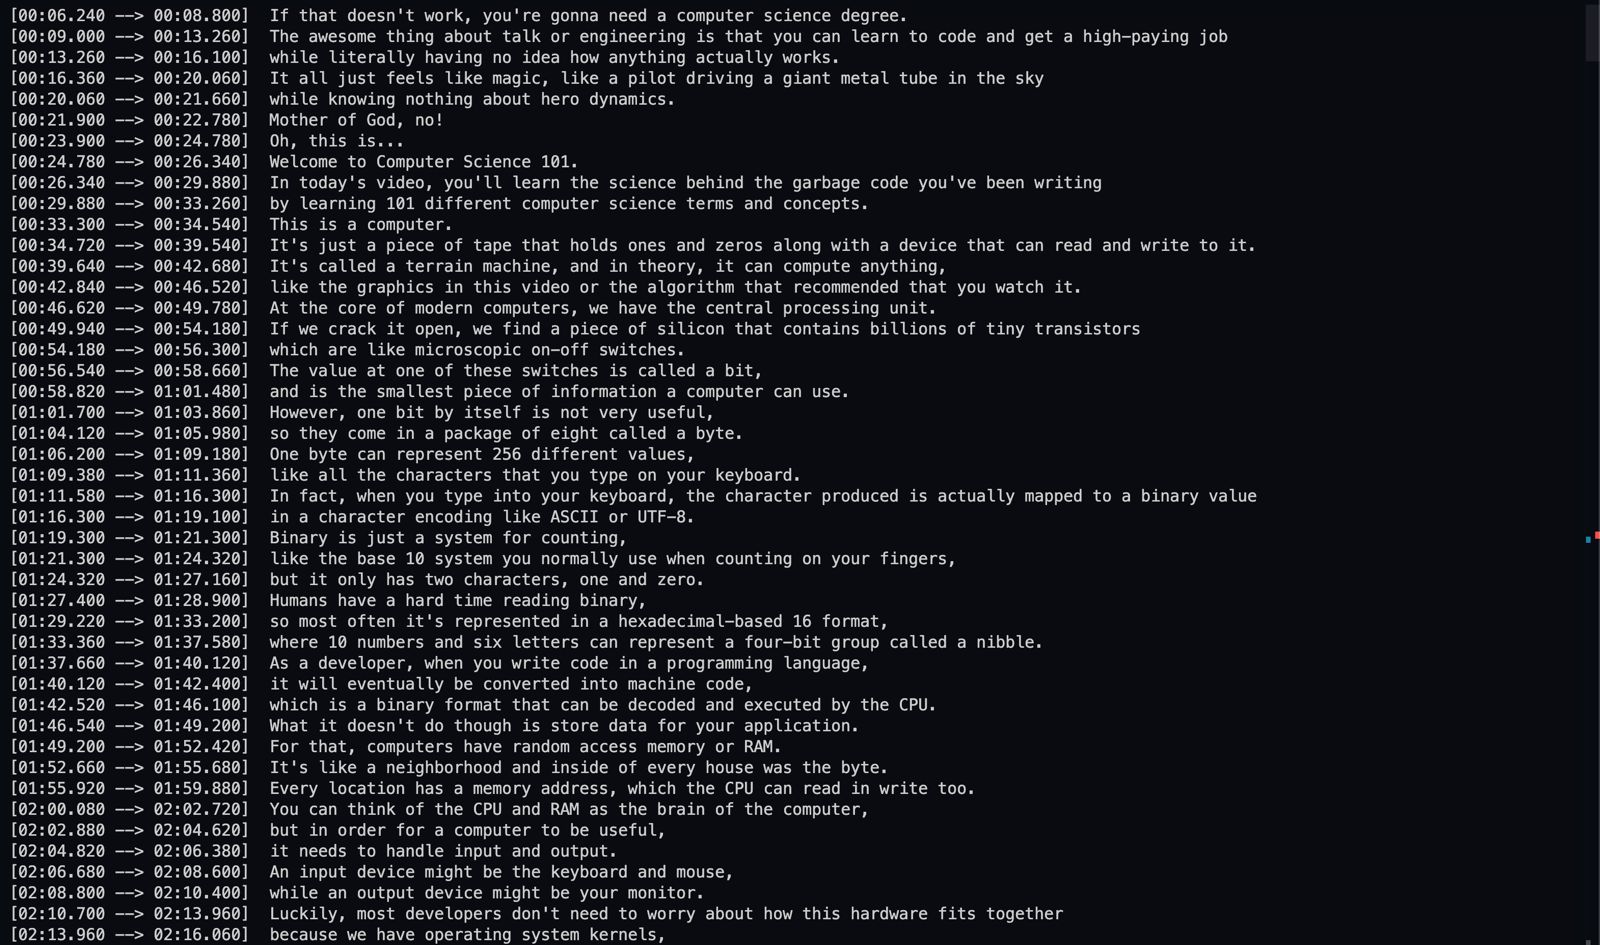 [00:06.240 --> 00:08.800]  If that doesn't work, you're gonna need a computer science degree.
[00:09.000 --> 00:13.260]  The awesome thing about talk or engineering is that you can learn to code and get a high-paying job
[00:13.260 --> 00:16.100]  while literally having no idea how anything actually works.
[00:16.360 --> 00:20.060]  It all just feels like magic, like a pilot driving a giant metal tube in the sky
[00:20.060 --> 00:21.660]  while knowing nothing about hero dynamics.
[00:21.900 --> 00:22.780]  Mother of God, no!
[00:23.900 --> 00:24.780]  Oh, this is...
[00:24.780 --> 00:26.340]  Welcome to Computer Science 101.
[00:26.340 --> 00:29.880]  In today's video, you'll learn the science behind the garbage code you've been writing
[00:29.880 --> 00:33.260]  by learning 101 different computer science terms and concepts.
[00:33.300 --> 00:34.540]  This is a computer.
[00:34.720 --> 00:39.540]  It's just a piece of tape that holds ones and zeros along with a device that can read and write to it.
[00:39.640 --> 00:42.680]  It's called a terrain machine, and in theory, it can compute anything,
[00:42.840 --> 00:46.520]  like the graphics in this video or the algorithm that recommended that you watch it.
[00:46.620 --> 00:49.780]  At the core of modern computers, we have the central processing unit.
[00:49.940 --> 00:54.180]  If we crack it open, we find a piece of silicon that contains billions of tiny transistors
[00:54.180 --> 00:56.300]  which are like microscopic on-off switches.
[00:56.540 --> 00:58.660]  The value at one of these switches is called a bit,
[00:58.820 --> 01:01.480]  and is the smallest piece of information a computer can use.
[01:01.700 --> 01:03.860]  However, one bit by itself is not very useful,
[01:04.120 --> 01:05.980]  so they come in a package of eight called a byte.
[01:06.200 --> 01:09.180]  One byte can represent 256 different values,
[01:09.380 --> 01:11.360]  like all the characters that you type on your keyboard.
[01:11.580 --> 01:16.300]  In fact, when you type into your keyboard, the character produced is actually mapped to a binary value
[01:16.300 --> 01:19.100]  in a character encoding like ASCII or UTF-8.
[01:19.300 --> 01:21.300]  Binary is just a system for counting,
[01:21.300 --> 01:24.320]  like the base 10 system you normally use when counting on your fingers,
[01:24.320 --> 01:27.160]  but it only has two characters, one and zero.
[01:27.400 --> 01:28.900]  Humans have a hard time reading binary,
[01:29.220 --> 01:33.200]  so most often it's represented in a hexadecimal-based 16 format,
[01:33.360 --> 01:37.580]  where 10 numbers and six letters can represent a four-bit group called a nibble.
[01:37.660 --> 01:40.120]  As a developer, when you write code in a programming language,
[01:40.120 --> 01:42.400]  it will eventually be converted into machine code,
[01:42.520 --> 01:46.100]  which is a binary format that can be decoded and executed by the CPU.
[01:46.540 --> 01:49.200]  What it doesn't do though is store data for your application.
[01:49.200 --> 01:52.420]  For that, computers have random access memory or RAM.
[01:52.660 --> 01:55.680]  It's like a neighborhood and inside of every house was the byte.
[01:55.920 --> 01:59.880]  Every location has a memory address, which the CPU can read in write too.
[02:00.080 --> 02:02.720]  You can think of the CPU and RAM as the brain of the computer,
[02:02.880 --> 02:04.620]  but in order for a computer to be useful,
[02:04.820 --> 02:06.380]  it needs to handle input and output.
[02:06.680 --> 02:08.600]  An input device might be the keyboard and mouse,
[02:08.800 --> 02:10.400]  while an output device might be your monitor.
[02:10.700 --> 02:13.960]  Luckily, most developers don't need to worry about how this hardware fits together
[02:13.960 --> 02:16.060]  because we have operating system kernels,